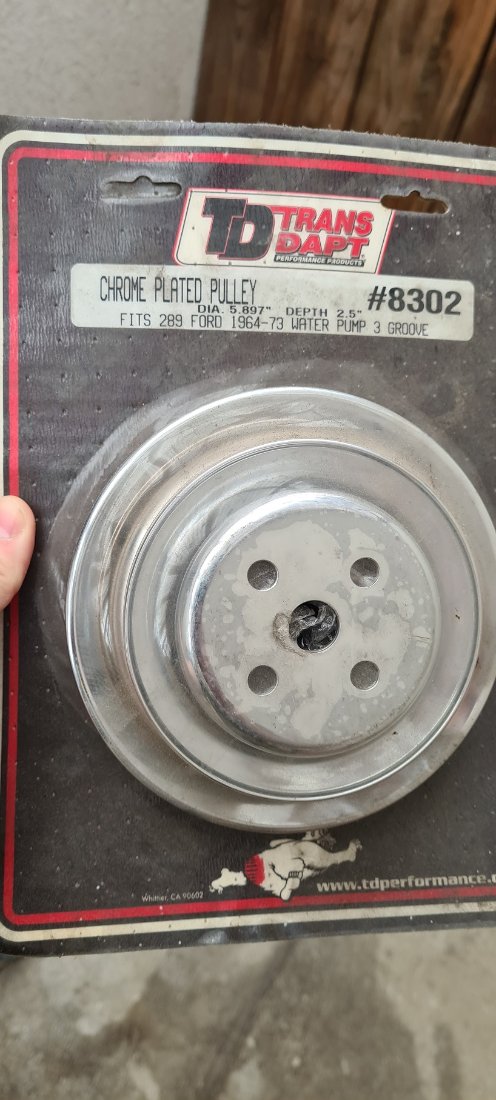 TD TRANS
DAPT
PERFORMANCE PRODUCTS
CHROME PLATED PULLEY #8302
DIA. 5.897" DEPTH 2.5"
FITS 289 FORD 1964-73 WATER PUMP 3 GROOVE
Whittier, CA 90602
www.tdperformance.c